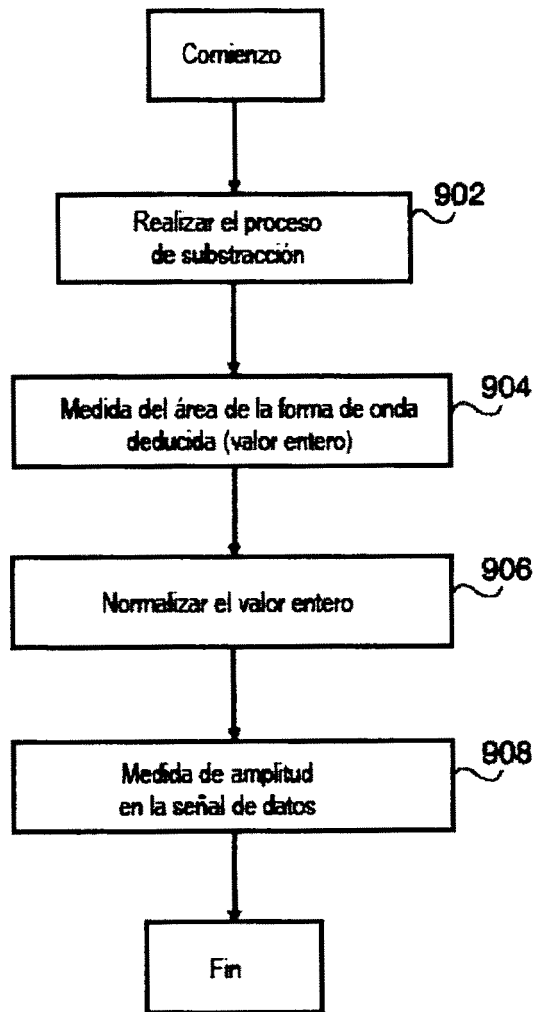 Comienzo
902
Realizar el proceso
de substracción
904
Medida del área de la forma de onda
deducida (valor entero)
906
Normalizar el valor entero
908
Medida de amplitud
en la señal de datos
Fin